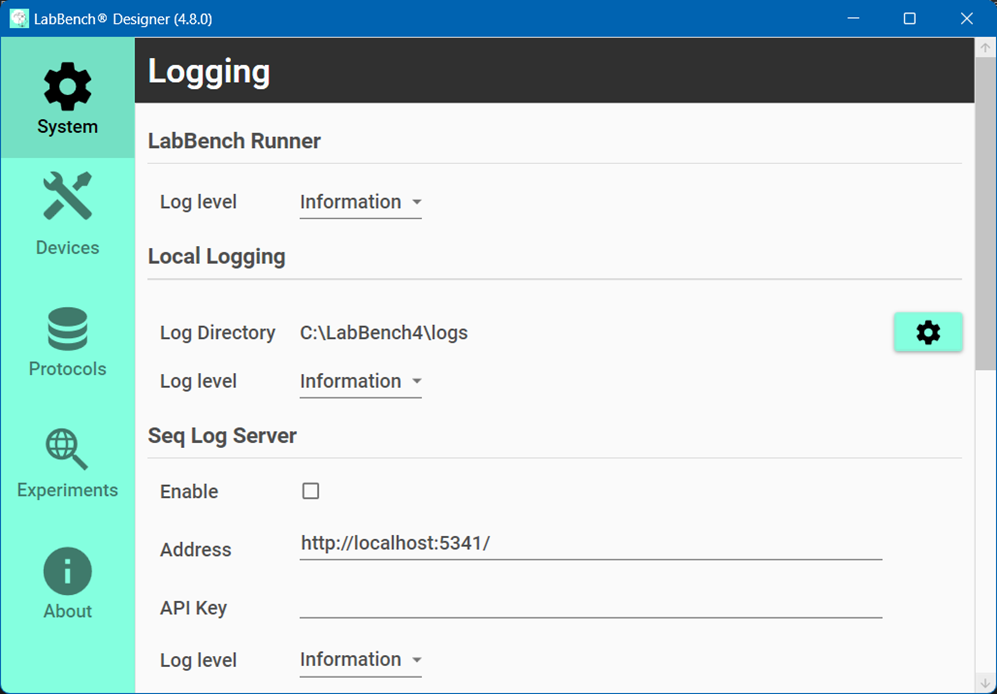 LabBench® Designer (4.8.0)
System
Devices
Protocols
Experiments
About
Logging
LabBench Runner
Log level Information
Local Logging
Log Directory C:\LabBench4\logs
Log level Information
Seq Log Server
Enable
Address http://localhost:5341/
API Key
Log level Information